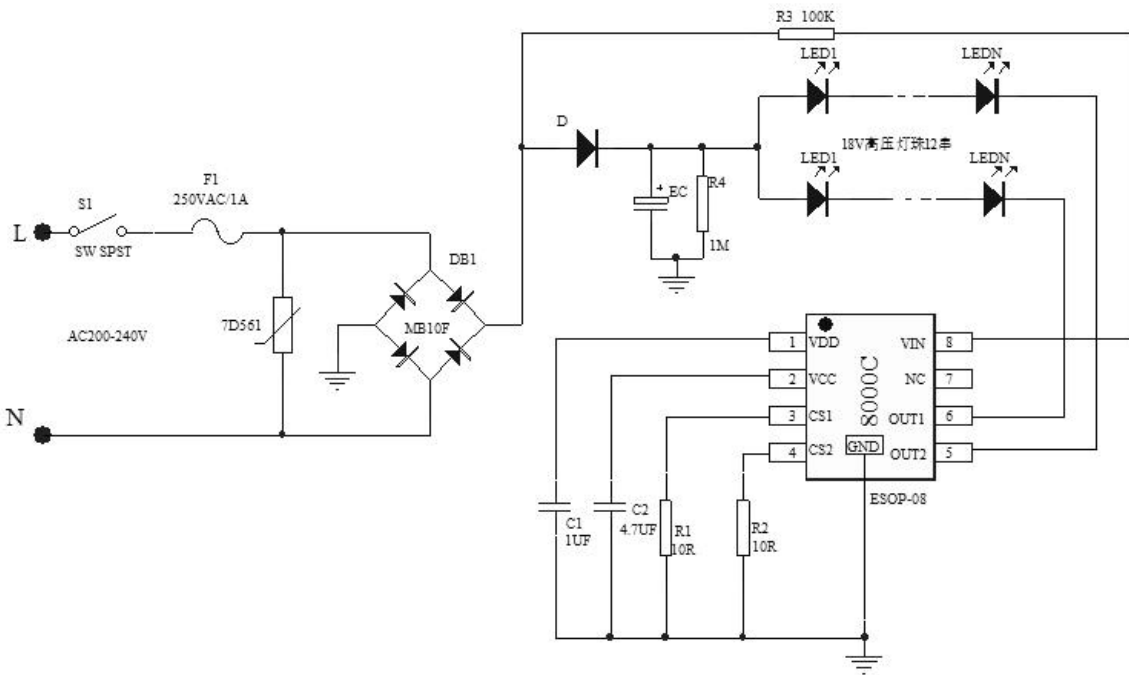 R3 100K
LED1
LEDN
D
18V高压灯珠12串
LED1
LEDN
EC
+
R4
1M
F1
250VAC/1A
S1
L
SW SPST
DB1
7D561
MB10F
AC200-240V
N
1
VDD
VIN
8
2
VCC
NC
7
3
CS1
OUT1
6
4
CS2
GND
OUT2
5
8000C
ESOP-08
C1
1UF
C2
4.7UF
R1
10R
R2
10R